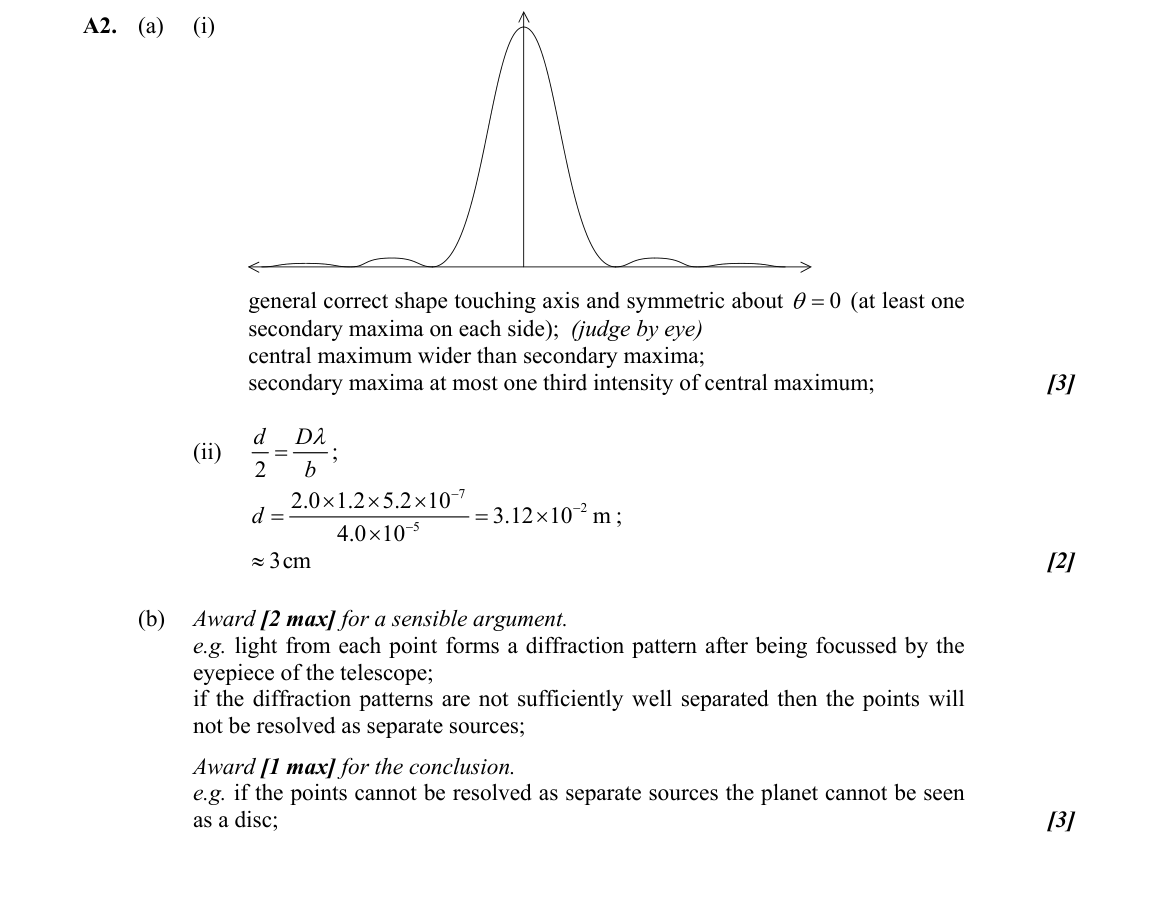 A2. (a) (i)
general correct shape touching axis and symmetric about θ = 0 (at least one
secondary maxima on each side); (judge by eye)
central maximum wider than secondary maxima;
secondary maxima at most one third intensity of central maximum; [3]
(ii) d/2 = Dλ/b ;
d = 2.0×1.2×5.2×10⁻⁷/4.0×10⁻⁵ = 3.12×10⁻² m ;
≈ 3 cm [2]
(b) Award [2 max] for a sensible argument.
e.g. light from each point forms a diffraction pattern after being focussed by the
eyepiece of the telescope;
if the diffraction patterns are not sufficiently well separated then the points will
not be resolved as separate sources;
Award [1 max] for the conclusion.
e.g. if the points cannot be resolved as separate sources the planet cannot be seen
as a disc; [3]